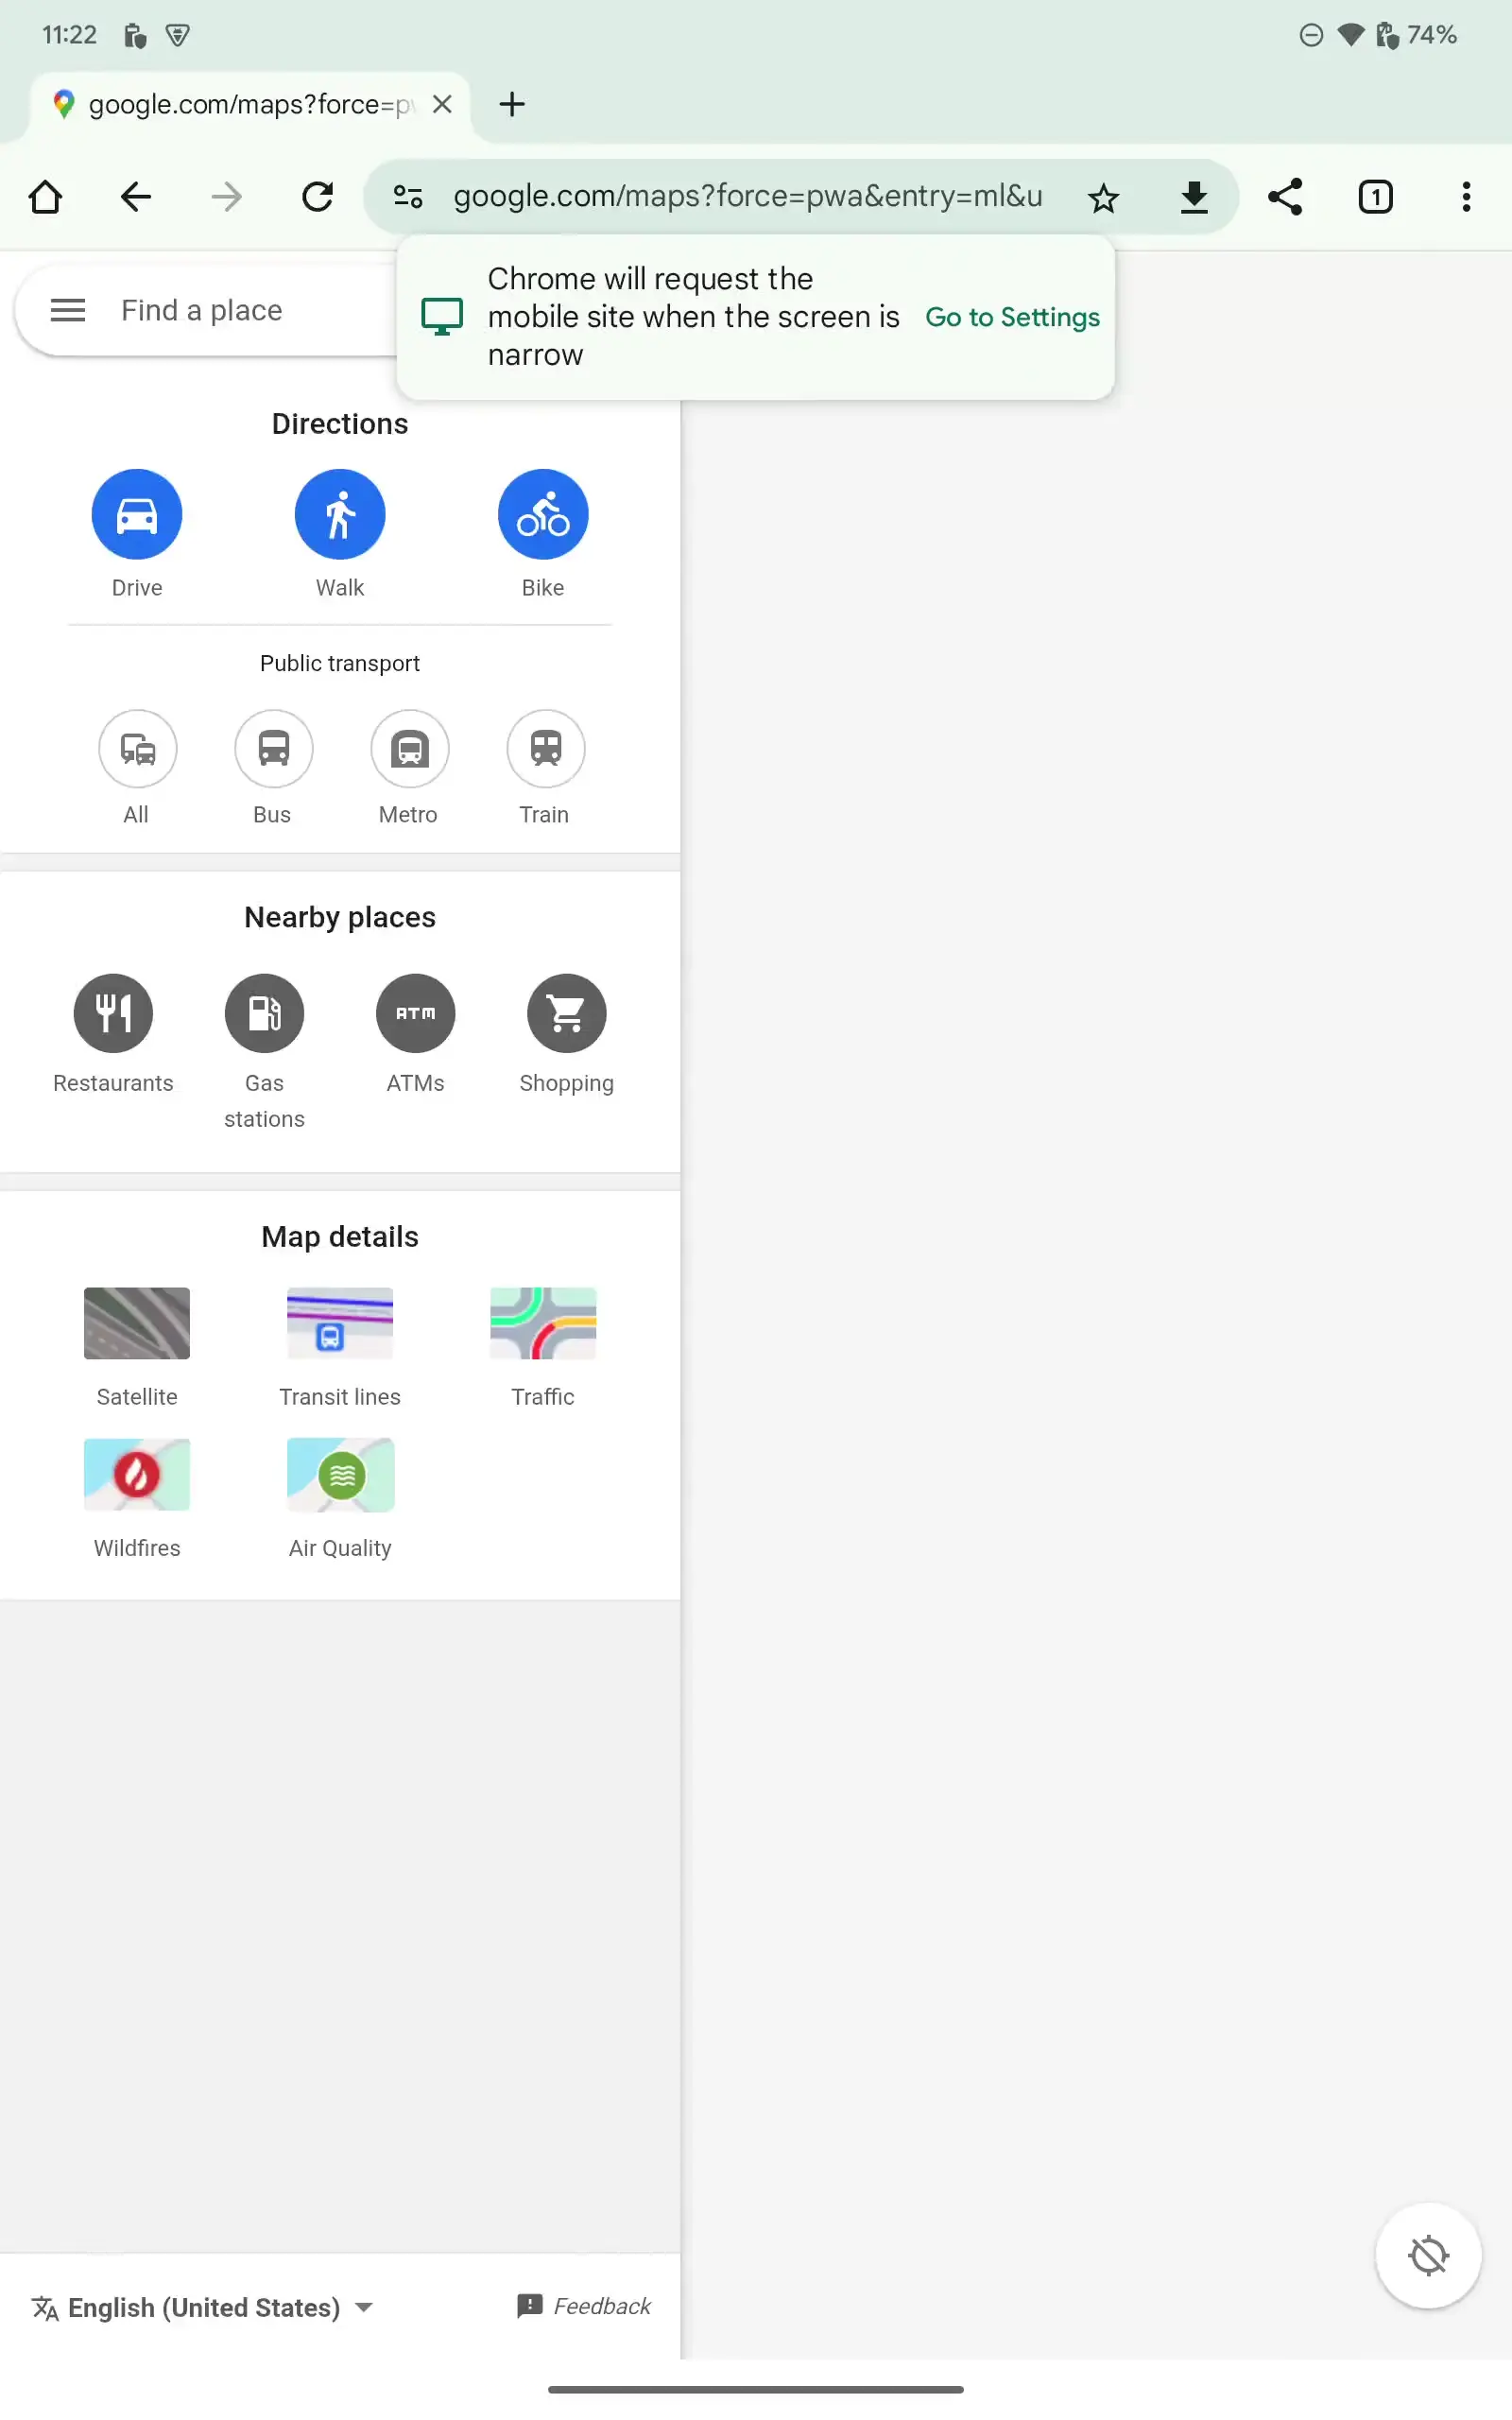 11:22
74%
google.com/maps?force=pw
google.com/maps?force=pwa&entry=ml&u
1
Find a place
Chrome will request the
mobile site when the screen is
narrow
Go to Settings
Directions
Drive
Walk
Bike
Public transport
All
Bus
Metro
Train
Nearby places
ATM
Restaurants
Gas
stations
ATMs
Shopping
Map details
Satellite
Transit lines
Traffic
Wildfires
Air Quality
English (United States)
Feedback